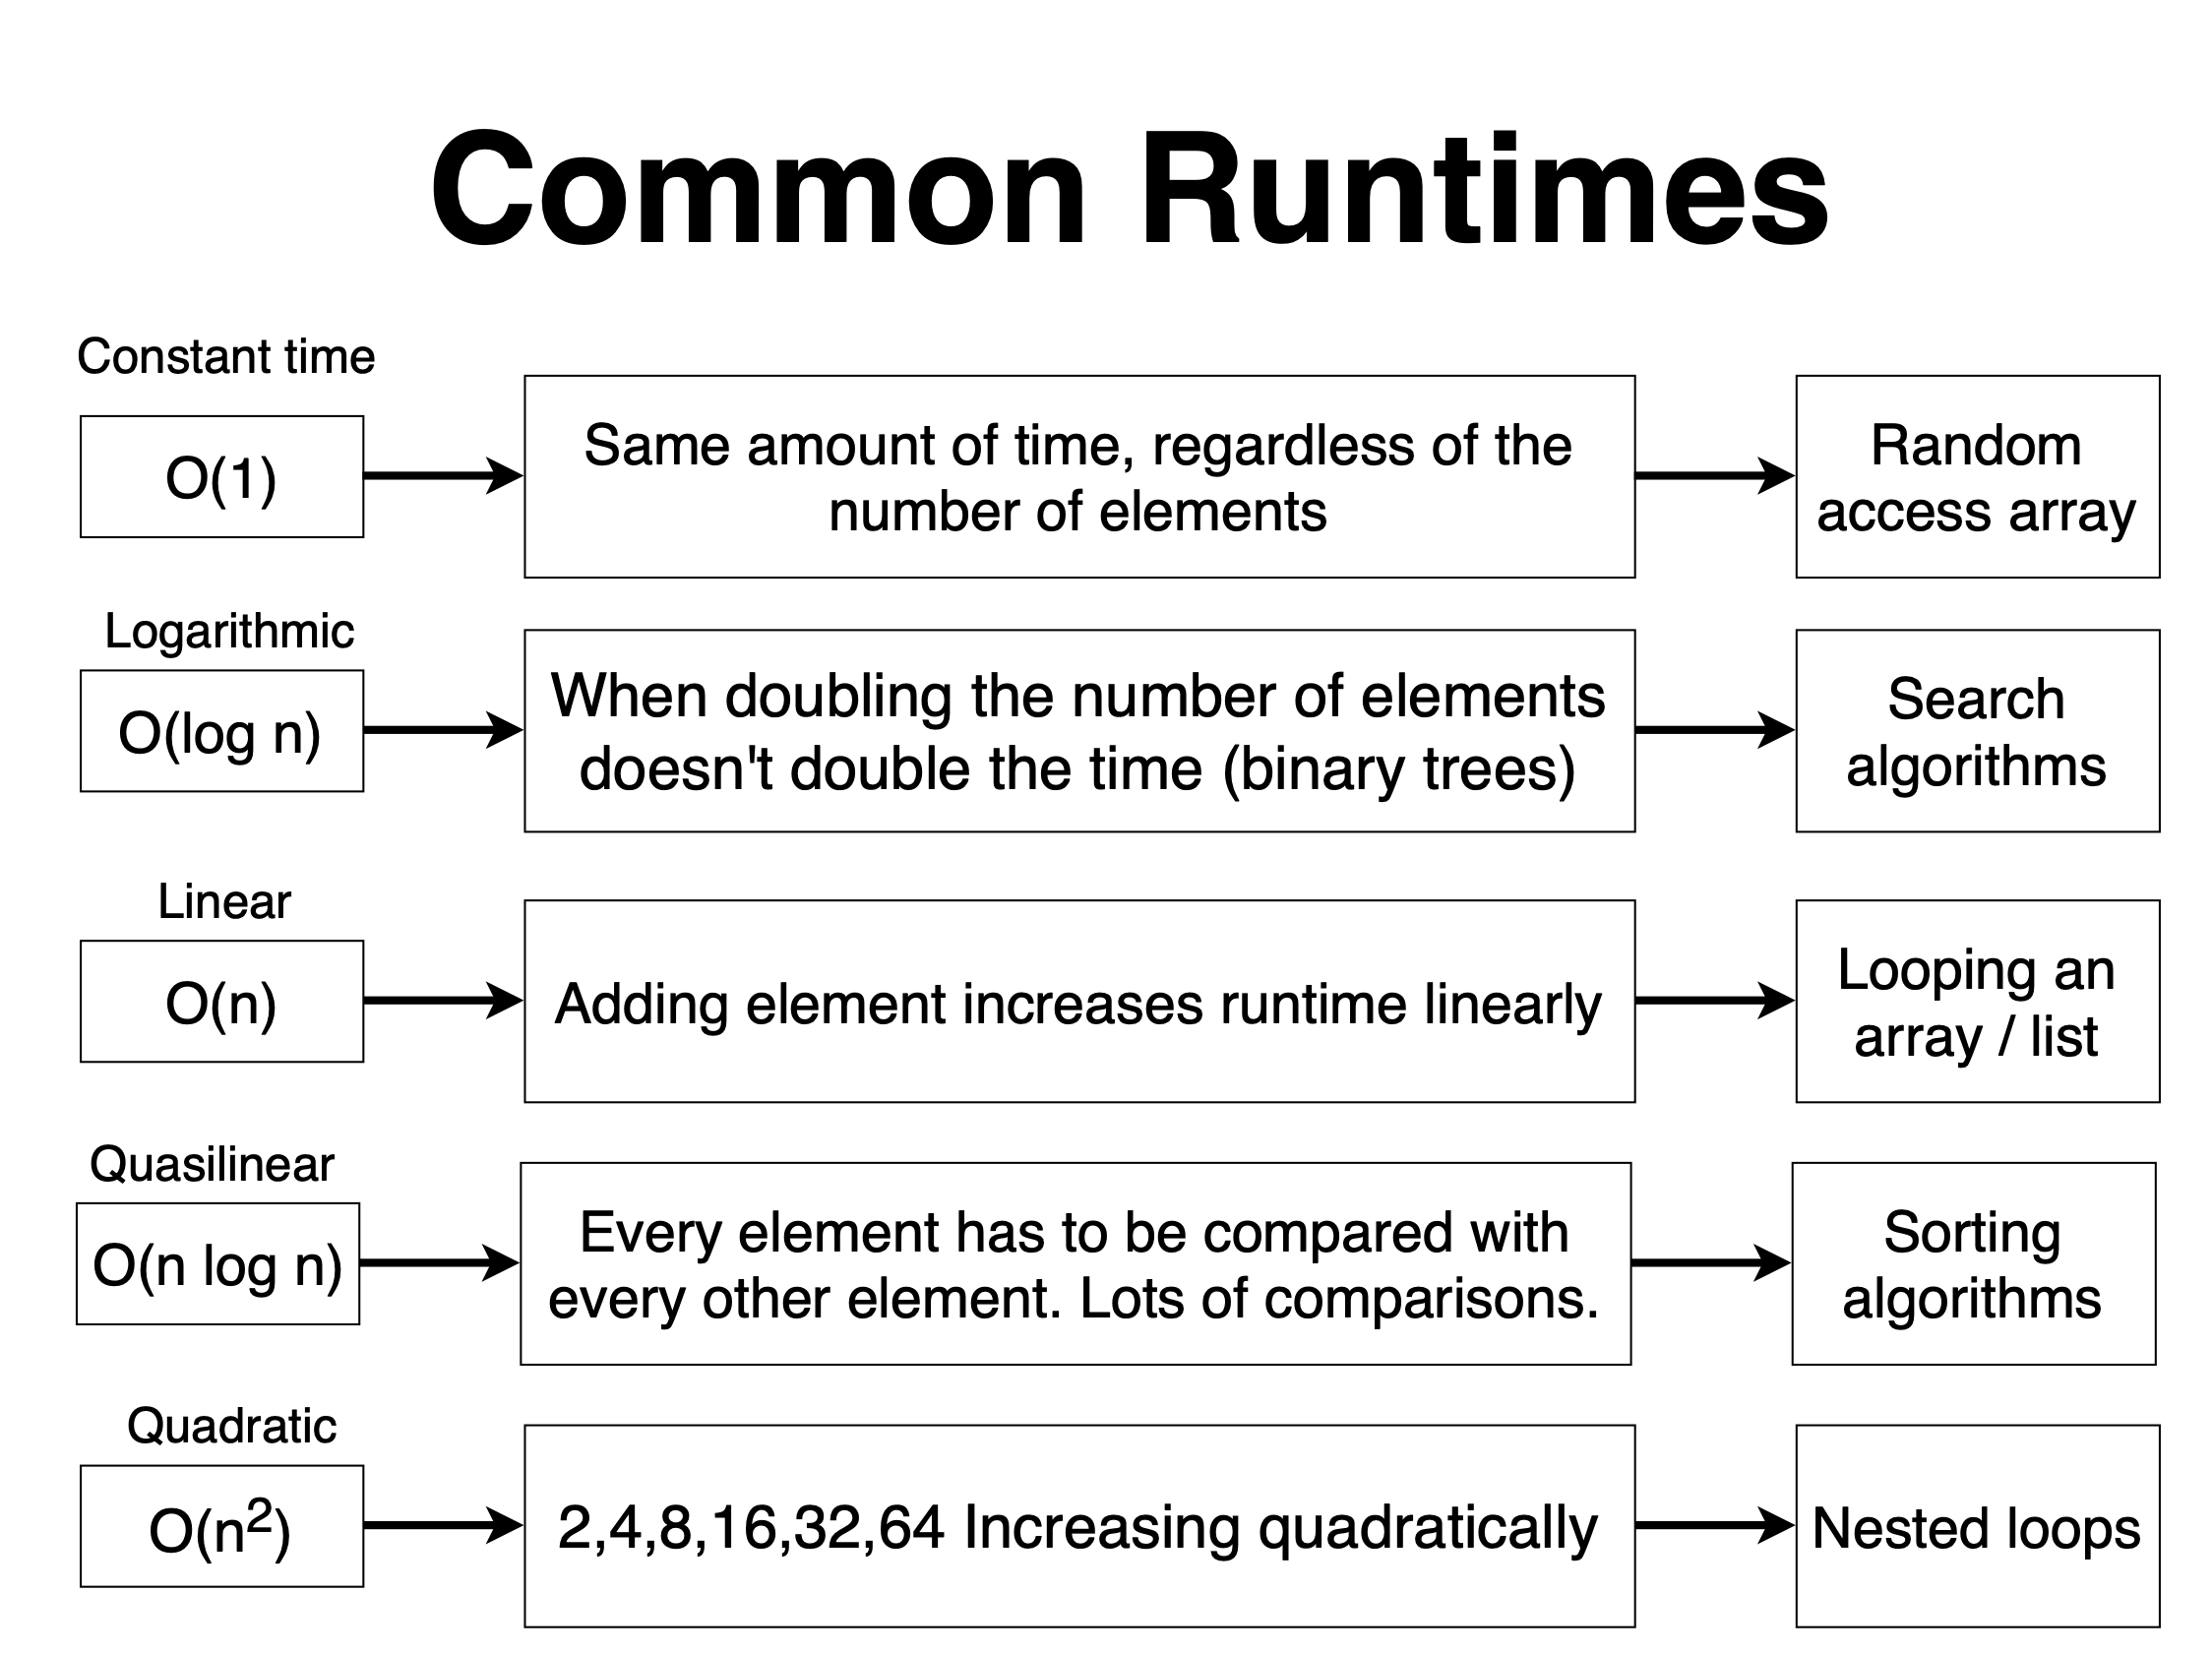 Common Runtimes
Constant time
O(1)
Same amount of time, regardless of the
number of elements
Random
access array
Logarithmic
O(log n)
When doubling the number of elements
doesn't double the time (binary trees)
Search
algorithms
Linear
O(n)
Adding element increases runtime linearly
Looping an
array / list
Quasilinear
O(n log n)
Every element has to be compared with
every other element. Lots of comparisons.
Sorting
algorithms
Quadratic
O(n²)
2,4,8,16,32,64 Increasing quadratically
Nested loops